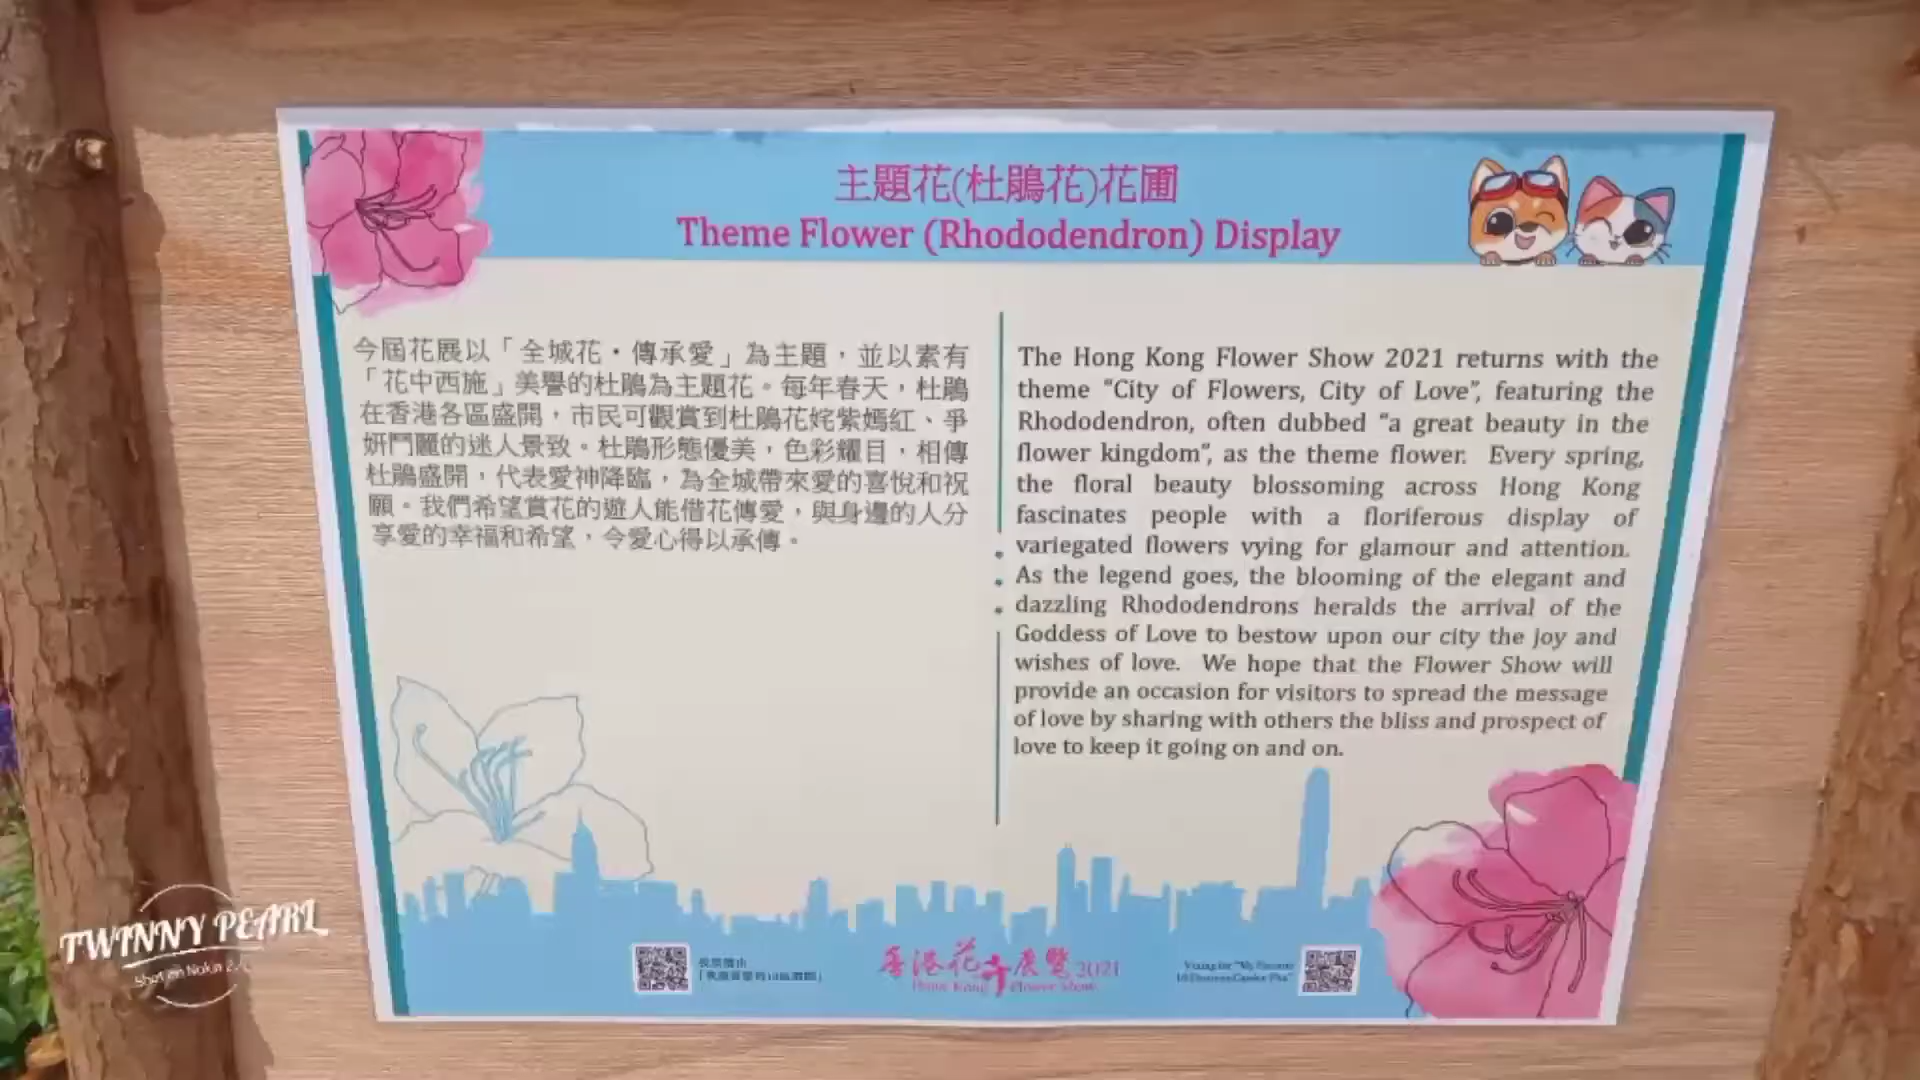 主題花(杜鵑花)花圃
Theme Flower (Rhododendron) Display
今屆花展以「全城花・傳承愛」為主題，並以素有
「花中西施」美譽的杜鵑為主題花。每年春天，杜鵑
在香港各區盛開，市民可觀賞到杜鵑花姹紫嫣紅、爭
妍鬥麗的迷人景致。杜鵑形態優美，色彩耀目，相傳
杜鵑盛開，代表愛神降臨，為全城帶來愛的喜悅和祝
願。我們希望賞花的遊人能借花傳愛，與身邊的人分
享愛的幸福和希望，令愛心得以承傳。
The Hong Kong Flower Show 2021 returns with the
theme “City of Flowers, City of Love”, featuring the
Rhododendron, often dubbed “a great beauty in the
flower kingdom”, as the theme flower. Every spring,
the floral beauty blossoming across Hong Kong
fascinates people with a floriferous display of
variegated flowers vying for glamour and attention.
As the legend goes, the blooming of the elegant and
dazzling Rhododendrons heralds the arrival of the
Goddess of Love to bestow upon our city the joy and
wishes of love. We hope that the Flower Show will
provide an occasion for visitors to spread the message
of love by sharing with others the bliss and prospect of
love to keep it going on and on.
香港花卉展覽2021
Hong Kong Flower Show
Voting for "My Favourite
TWINNY PEARL
Shot on Nokia